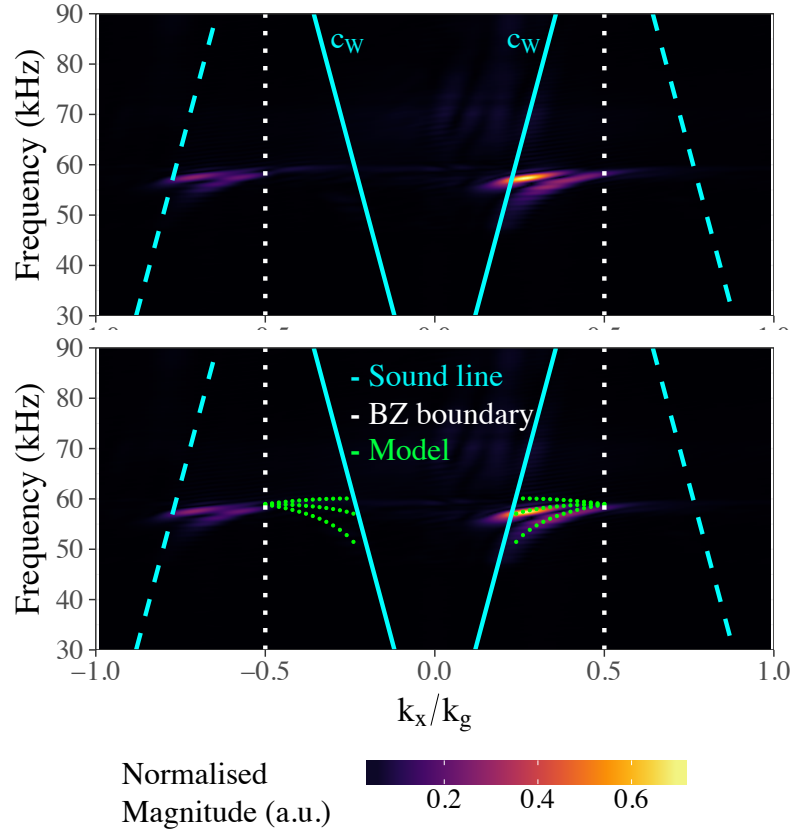 90
80
70
60
50
40
30
Frequency (kHz)
c_W
c_W
90
80
70
60
50
40
30
Frequency (kHz)
- Sound line
- BZ boundary
- Model
−1.0
−0.5
0.0
0.5
1.0
k_x/k_g
Normalised
Magnitude (a.u.)
0.2
0.4
0.6